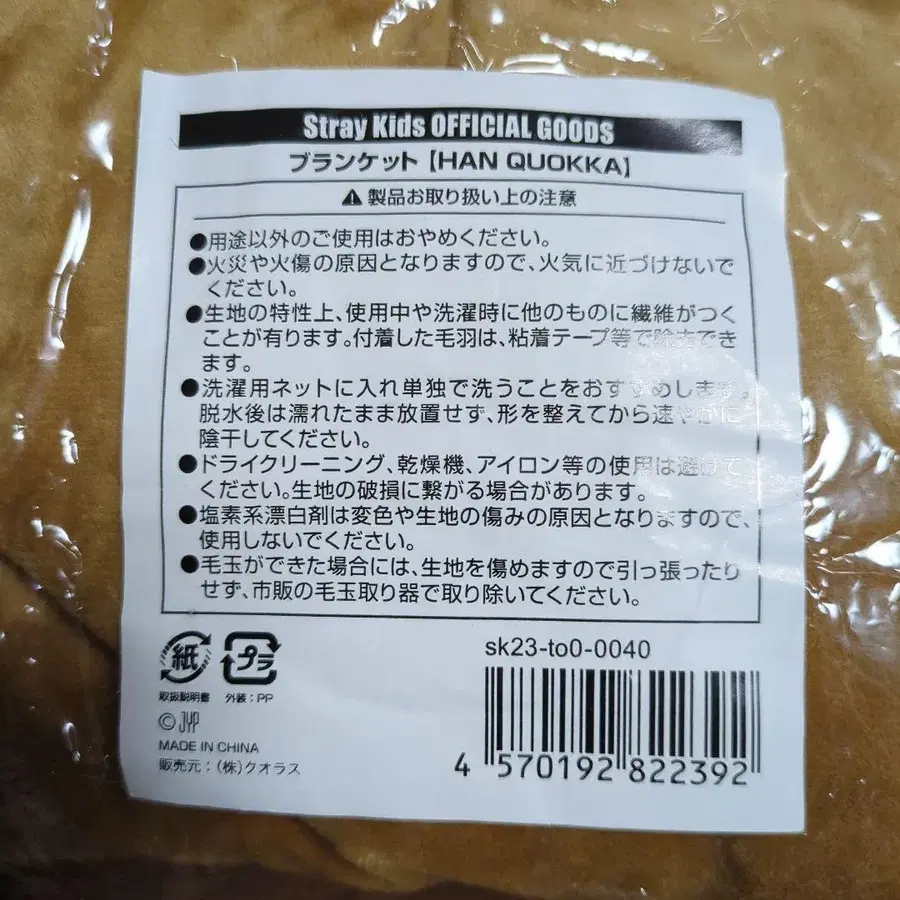 Stray Kids OFFICIAL GOODS
ブランケット【HAN QUOKKA】
⚠製品お取り扱い上の注意
●用途以外のご使用はおやめください。
●火災や火傷の原因となりますので、火気に近づけないで
ください。
●生地の特性上、使用中や洗濯時に他のものに繊維がつく
ことが有ります。付着した毛羽は、粘着テープ等で除去でき
ます。
●洗濯用ネットに入れ単独で洗うことをおすすめします。
脱水後は濡れたまま放置せず、形を整えてから速やかに
陰干してください。
●ドライクリーニング、乾燥機、アイロン等の使用は避けて
ください。生地の破損に繋がる場合があります。
●塩素系漂白剤は変色や生地の傷みの原因となりますので、
使用しないでください。
●毛玉ができた場合には、生地を傷めますので引っ張ったり
せず、市販の毛玉取り器で取り除いてください。
紙 プラ
取扱説明書 外装：PP
© JYP
MADE IN CHINA
販売元：(株)クオラス
sk23-to0-0040
4 570192 822392